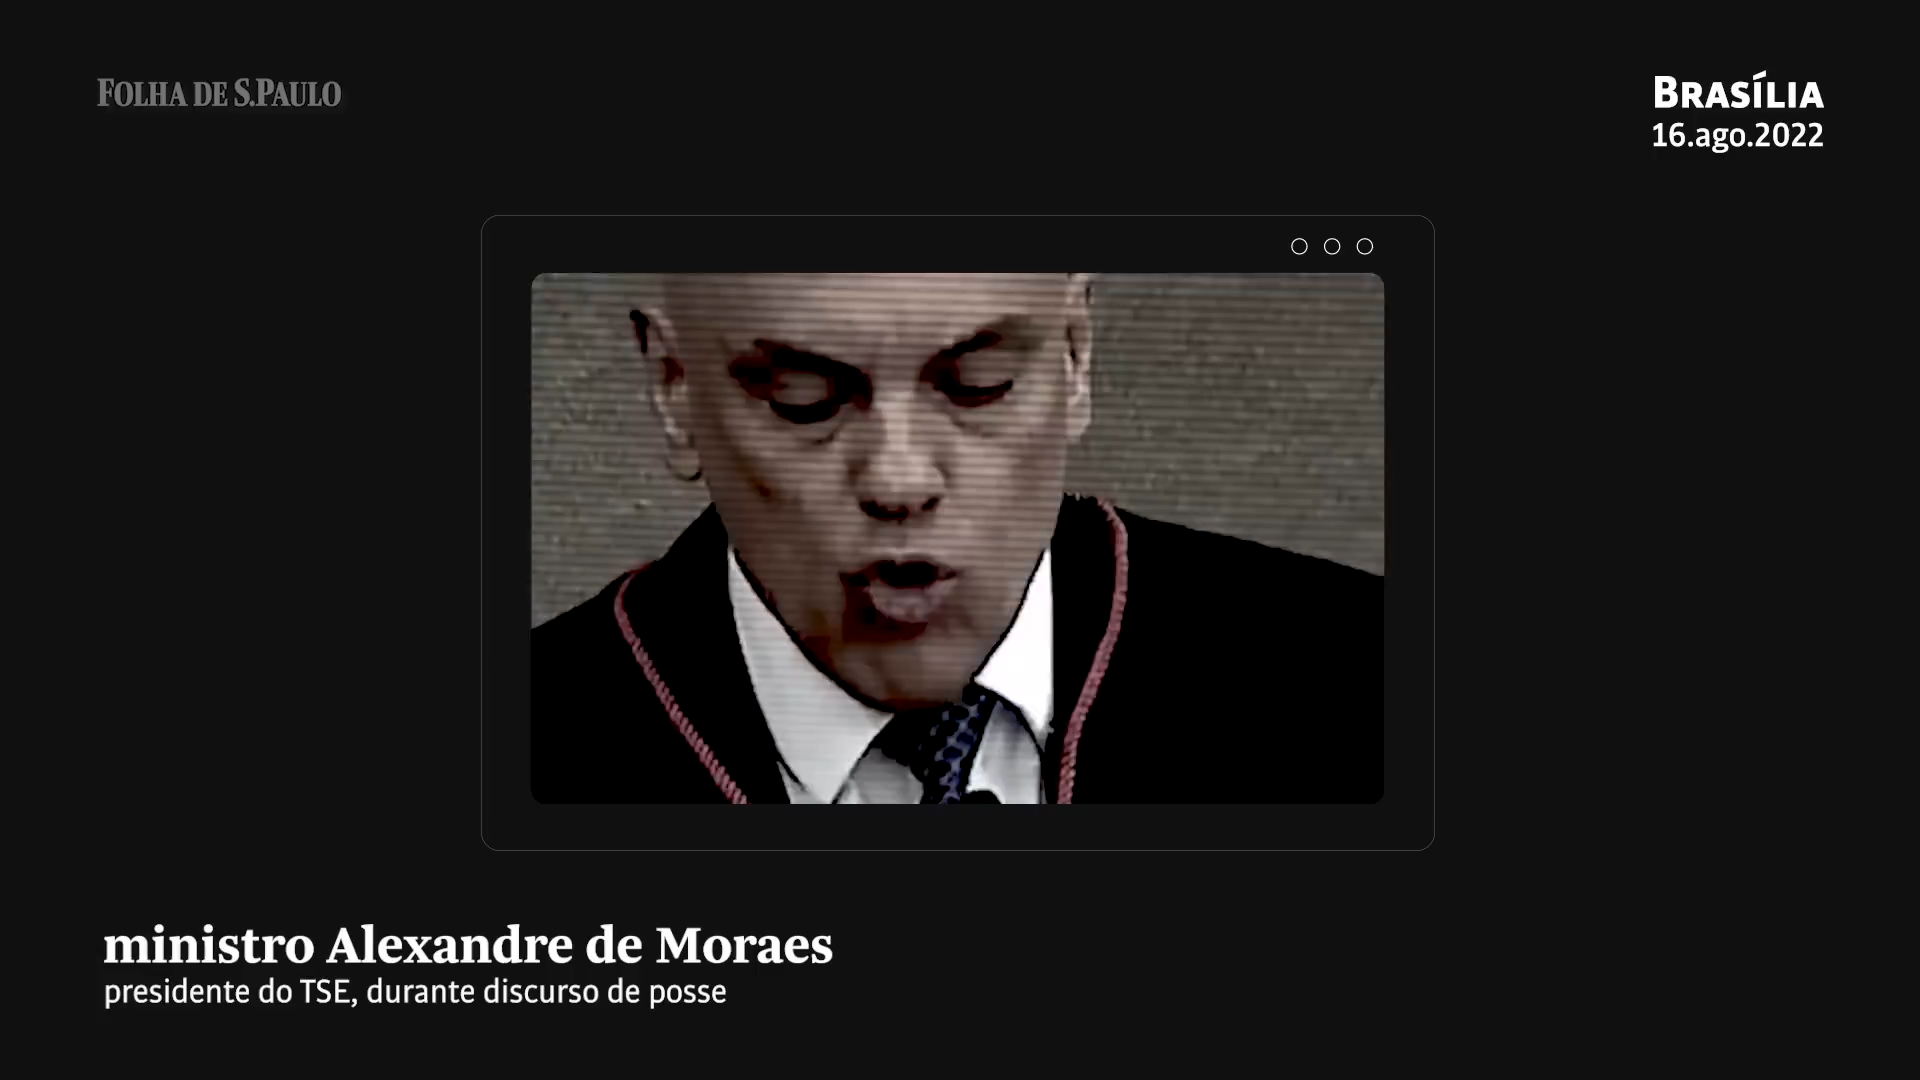 FOLHA DE S.PAULO
BRASÍLIA
16.ago.2022
ministro Alexandre de Moraes
presidente do TSE, durante discurso de posse